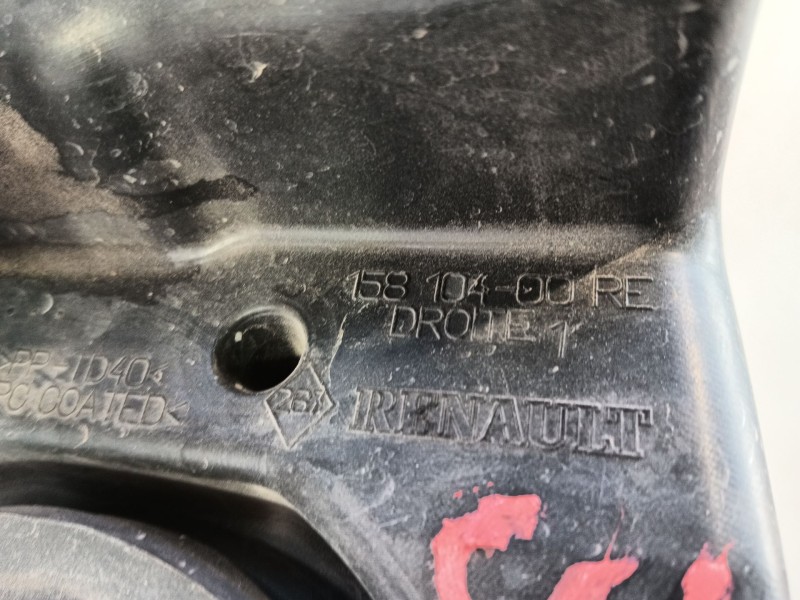 158 104-00 RE
DROITE 1
>PP-TD40<
PC COATED<
RENAULT